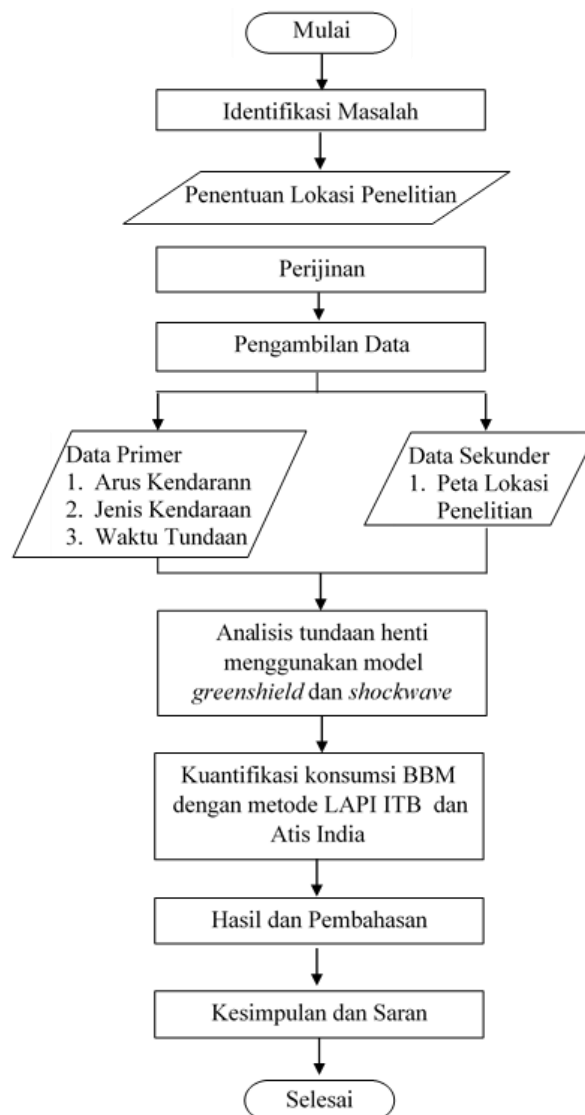 Mulai
Identifikasi Masalah
Penentuan Lokasi Penelitian
Perijinan
Pengambilan Data
Data Primer
1. Arus Kendarann
2. Jenis Kendaraan
3. Waktu Tundaan
Data Sekunder
1. Peta Lokasi
Penelitian
Analisis tundaan henti
menggunakan model
greenshield dan shockwave
Kuantifikasi konsumsi BBM
dengan metode LAPI ITB dan
Atis India
Hasil dan Pembahasan
Kesimpulan dan Saran
Selesai